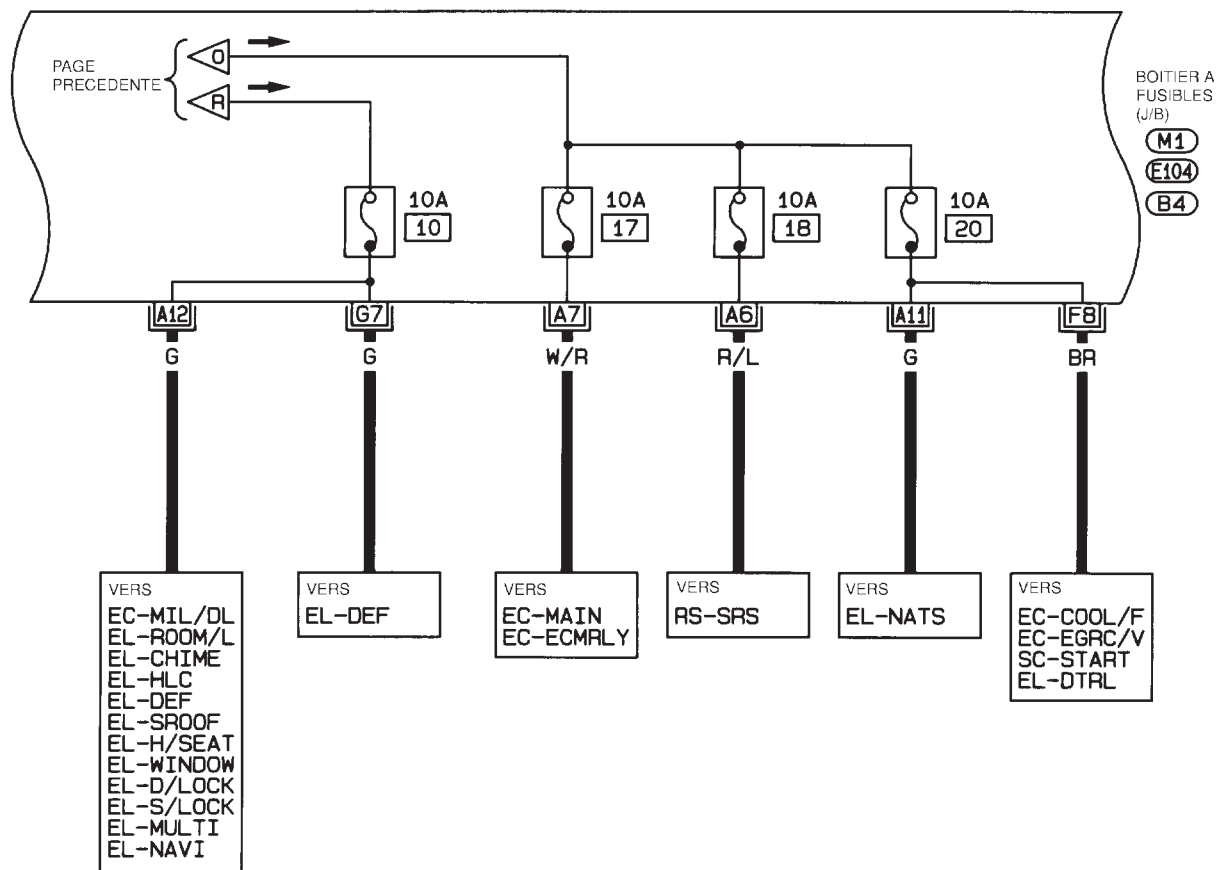 PAGE
PRECEDENTE
O
R
BOITIER A
FUSIBLES
(J/B)
M1
E104
B4
10A
10
10A
17
10A
18
10A
20
A12
G7
A7
A6
A11
F8
G
G
W/R
R/L
G
BR
VERS
EC-MIL/DL
EL-ROOM/L
EL-CHIME
EL-HLC
EL-DEF
EL-SROOF
EL-H/SEAT
EL-WINDOW
EL-D/LOCK
EL-S/LOCK
EL-MULTI
EL-NAVI
VERS
EL-DEF
VERS
EC-MAIN
EC-ECMRLY
VERS
RS-SRS
VERS
EL-NATS
VERS
EC-COOL/F
EC-EGRC/V
SC-START
EL-DTRL